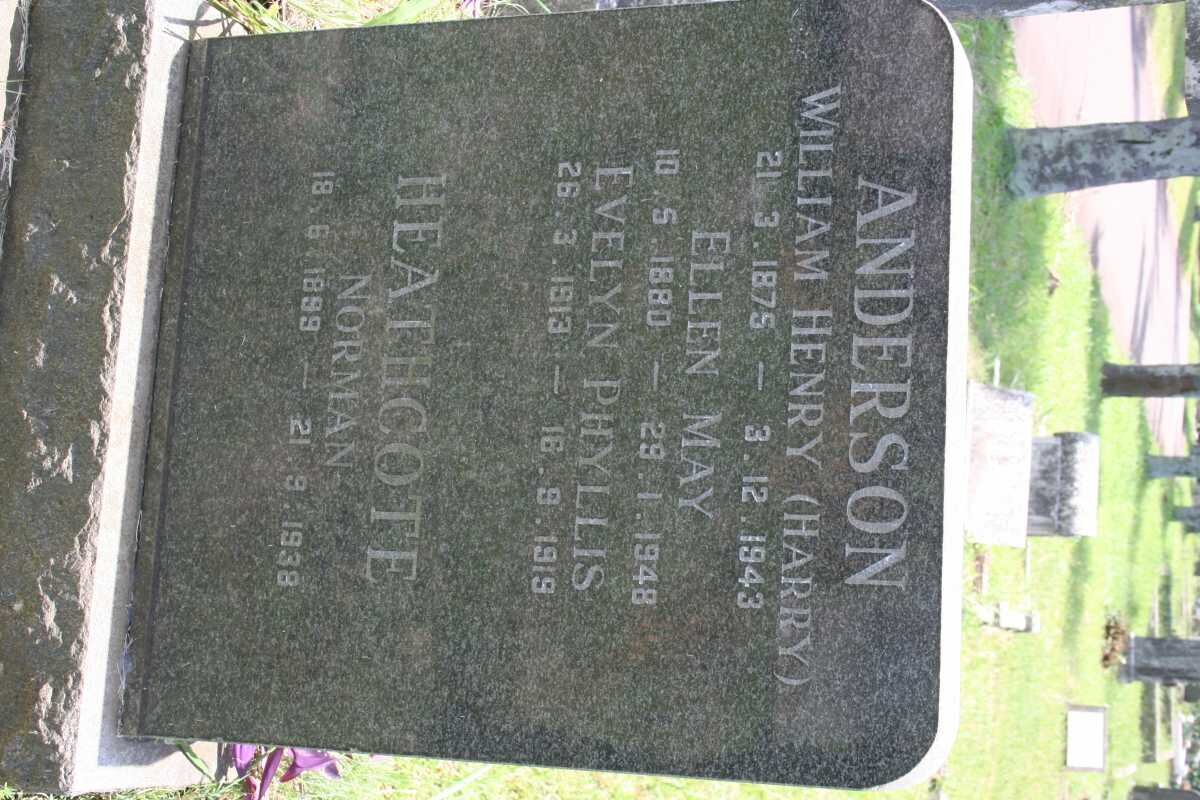 ANDERSON
WILLIAM HENRY (HARRY)
21.3.1875 — 3.12.1943
ELLEN MAY
10.5.1880 — 29.1.1948
EVELYN PHYLLIS
26.3.1913 — 16.9.1919
HEATHCOTE
NORMAN
18.6.1899 — 21.9.1938